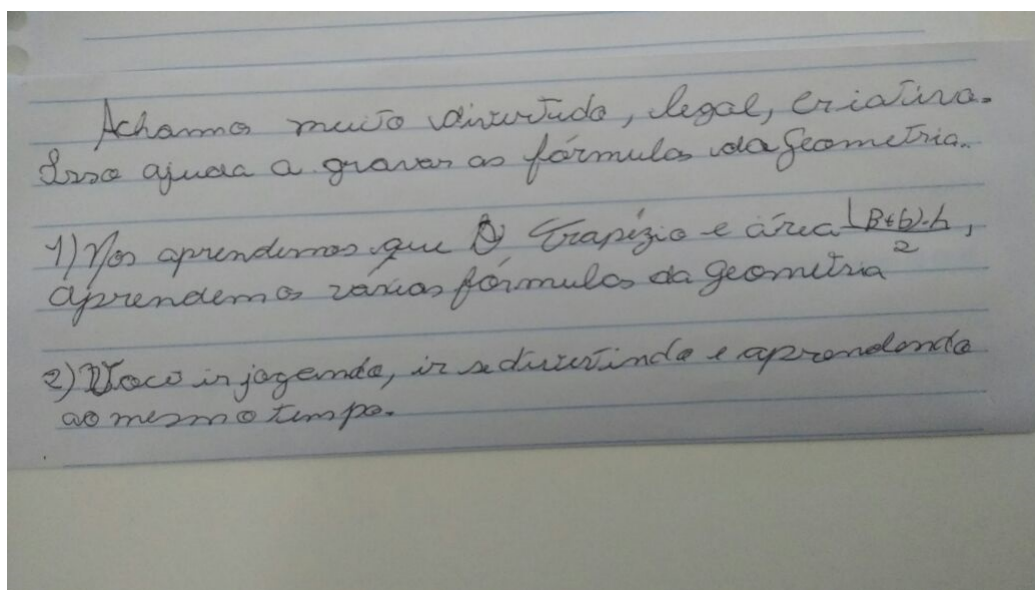 Achamos muito divertido, legal, criativo.
Isso ajuda a gravar as fórmulas da Geometria.
1) Nos aprendemos que O trapézio e área (B+b).h/2,
aprendemos várias fórmulas da geometria
2) Você ir jogando, ir se divertindo e aprendendo
ao mesmo tempo.